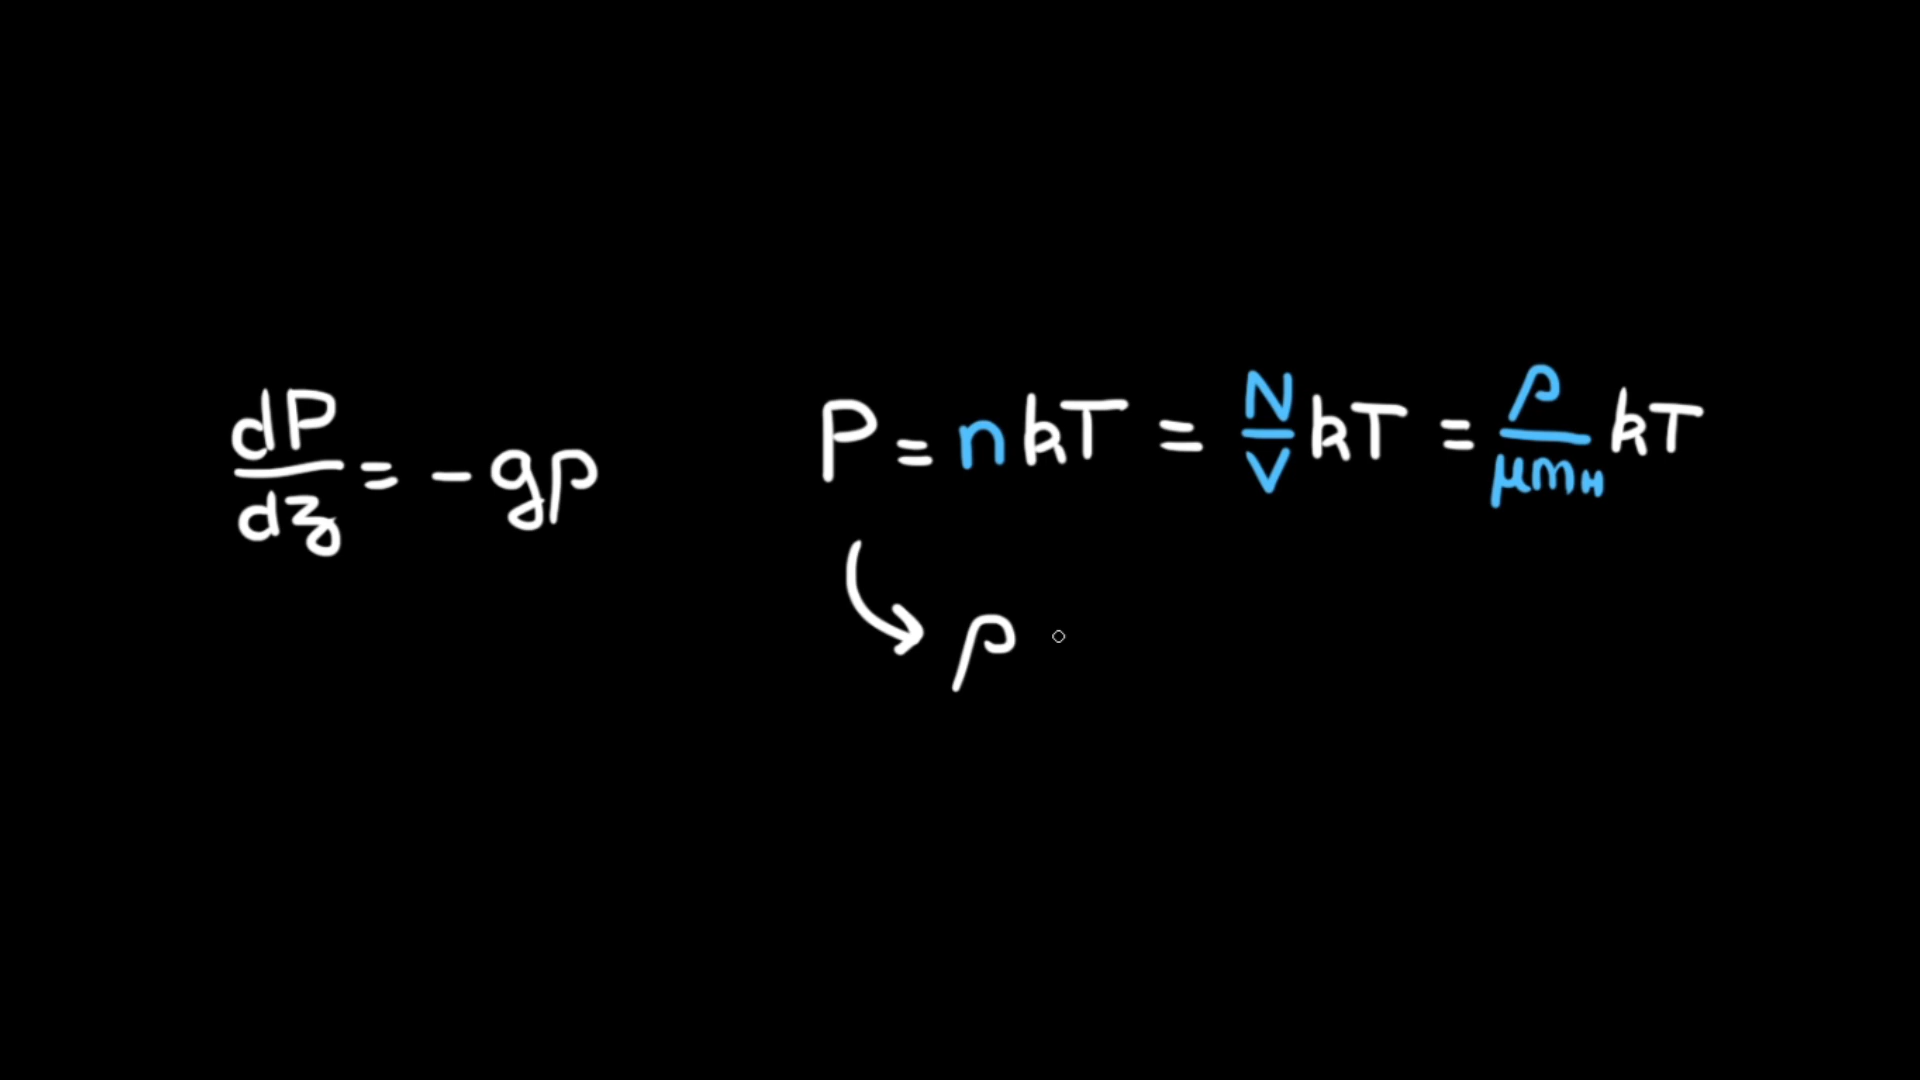 dP/dz = - gρ
P = nkT = N/V kT = ρ/μm_H kT
ρ